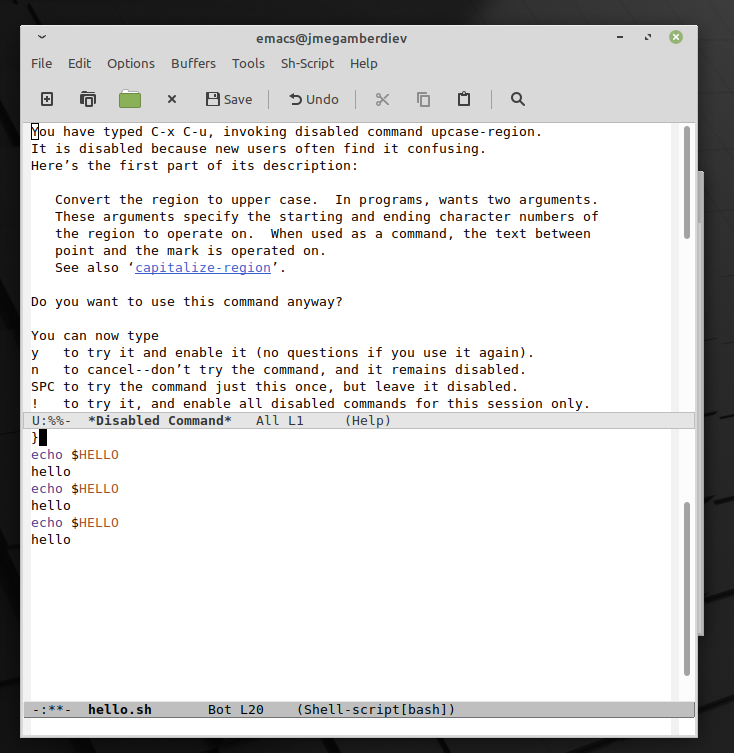 emacs@jmegamberdiev
File Edit Options Buffers Tools Sh-Script Help
Save Undo
You have typed C-x C-u, invoking disabled command upcase-region.
It is disabled because new users often find it confusing.
Here’s the first part of its description:
Convert the region to upper case.  In programs, wants two arguments.
These arguments specify the starting and ending character numbers of
the region to operate on.  When used as a command, the text between
point and the mark is operated on.
See also ‘capitalize-region’.
Do you want to use this command anyway?
You can now type
y   to try it and enable it (no questions if you use it again).
n   to cancel--don’t try the command, and it remains disabled.
SPC to try the command just this once, but leave it disabled.
!   to try it, and enable all disabled commands for this session only.
U:%%-  *Disabled Command*   All L1     (Help)
}
echo $HELLO
hello
echo $HELLO
hello
echo $HELLO
hello
-:**-  hello.sh       Bot L20    (Shell-script[bash])